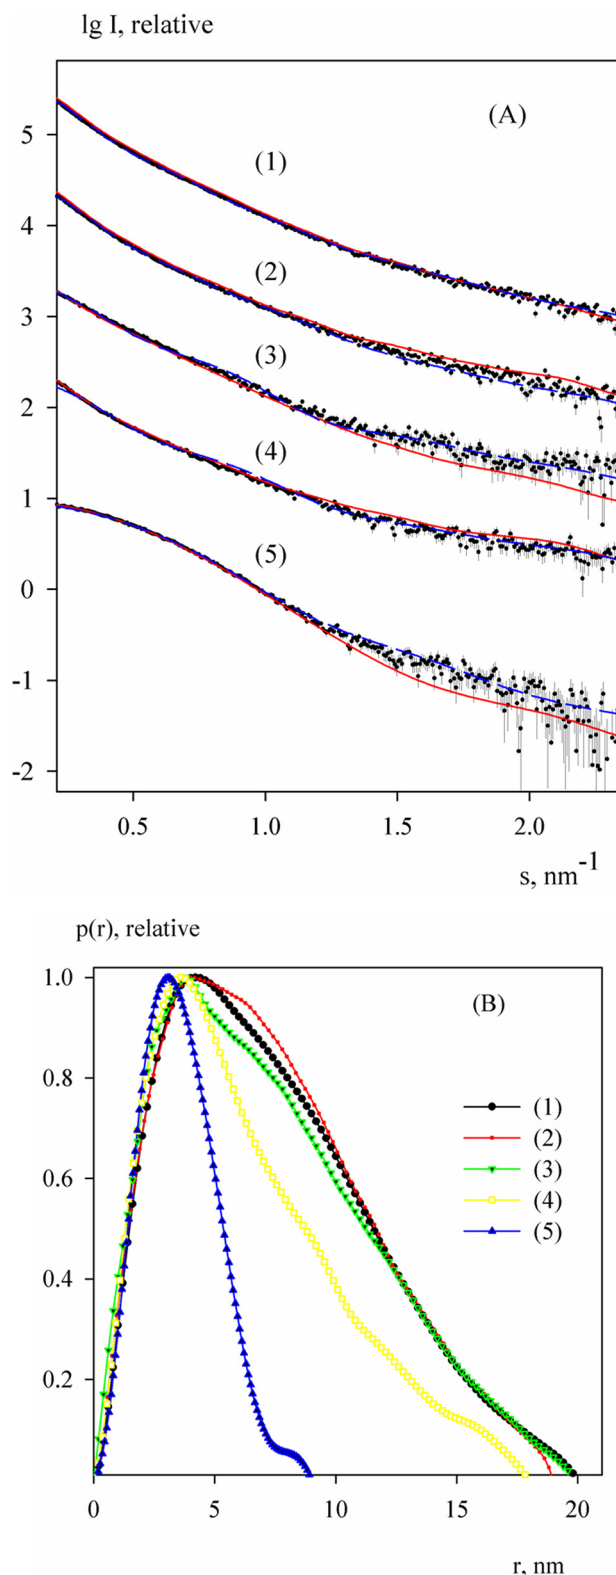 lg I, relative
(A)
5
(1)
4
(2)
3
(3)
2
(4)
1
(5)
0
-1
-2
0.5 1.0 1.5 2.0
s, nm-1
p(r), relative
1.0
(B)
0.8
(1)
(2)
0.6
(3)
(4)
(5)
0.4
0.2
0 5 10 15 20
r, nm